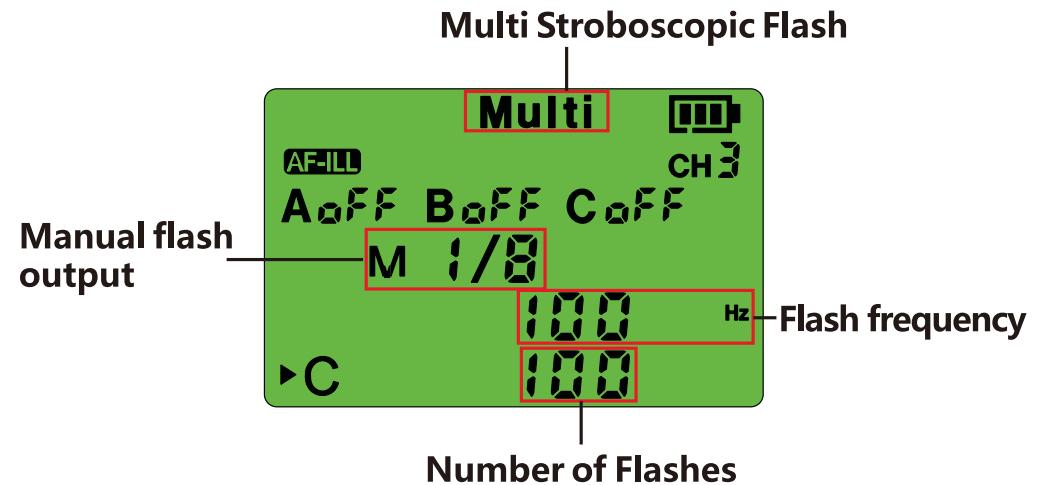 Multi Stroboscopic Flash
Multi
AF-ILL
CH 3
A oFF B oFF C oFF
Manual flash
output
M 1/8
100 Hz
Flash frequency
▸C
100
Number of Flashes